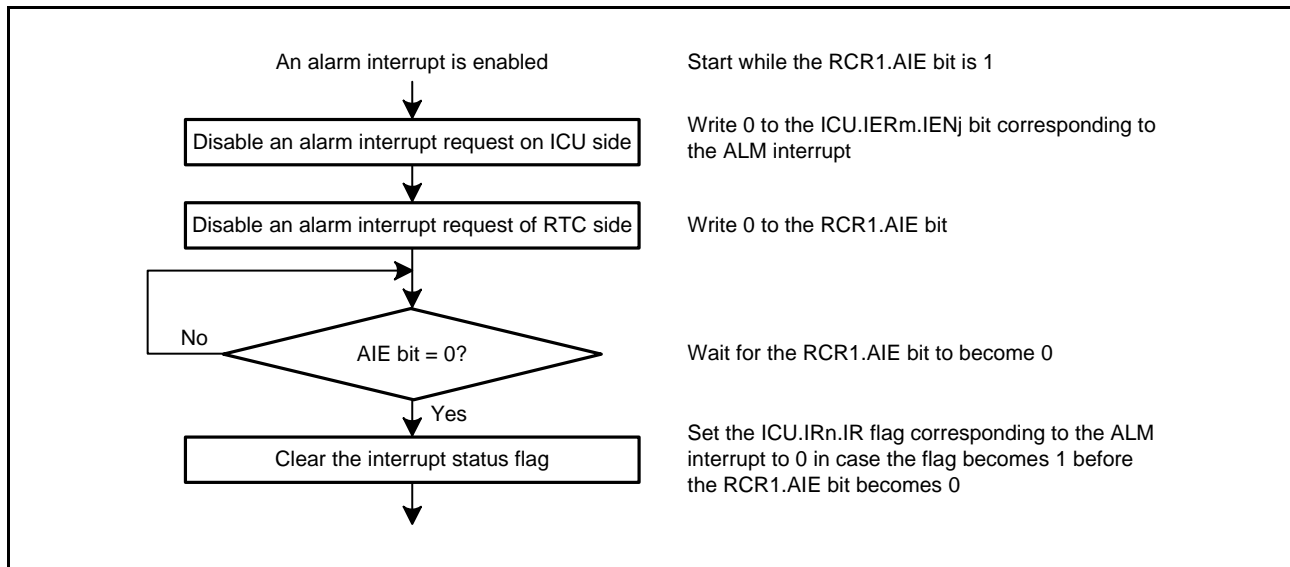 An alarm interrupt is enabled
Start while the RCR1.AIE bit is 1
Disable an alarm interrupt request on ICU side
Write 0 to the ICU.IERm.IENj bit corresponding to
the ALM interrupt
Disable an alarm interrupt request of RTC side
Write 0 to the RCR1.AIE bit
No
AIE bit = 0?
Wait for the RCR1.AIE bit to become 0
Yes
Clear the interrupt status flag
Set the ICU.IRn.IR flag corresponding to the ALM
interrupt to 0 in case the flag becomes 1 before
the RCR1.AIE bit becomes 0